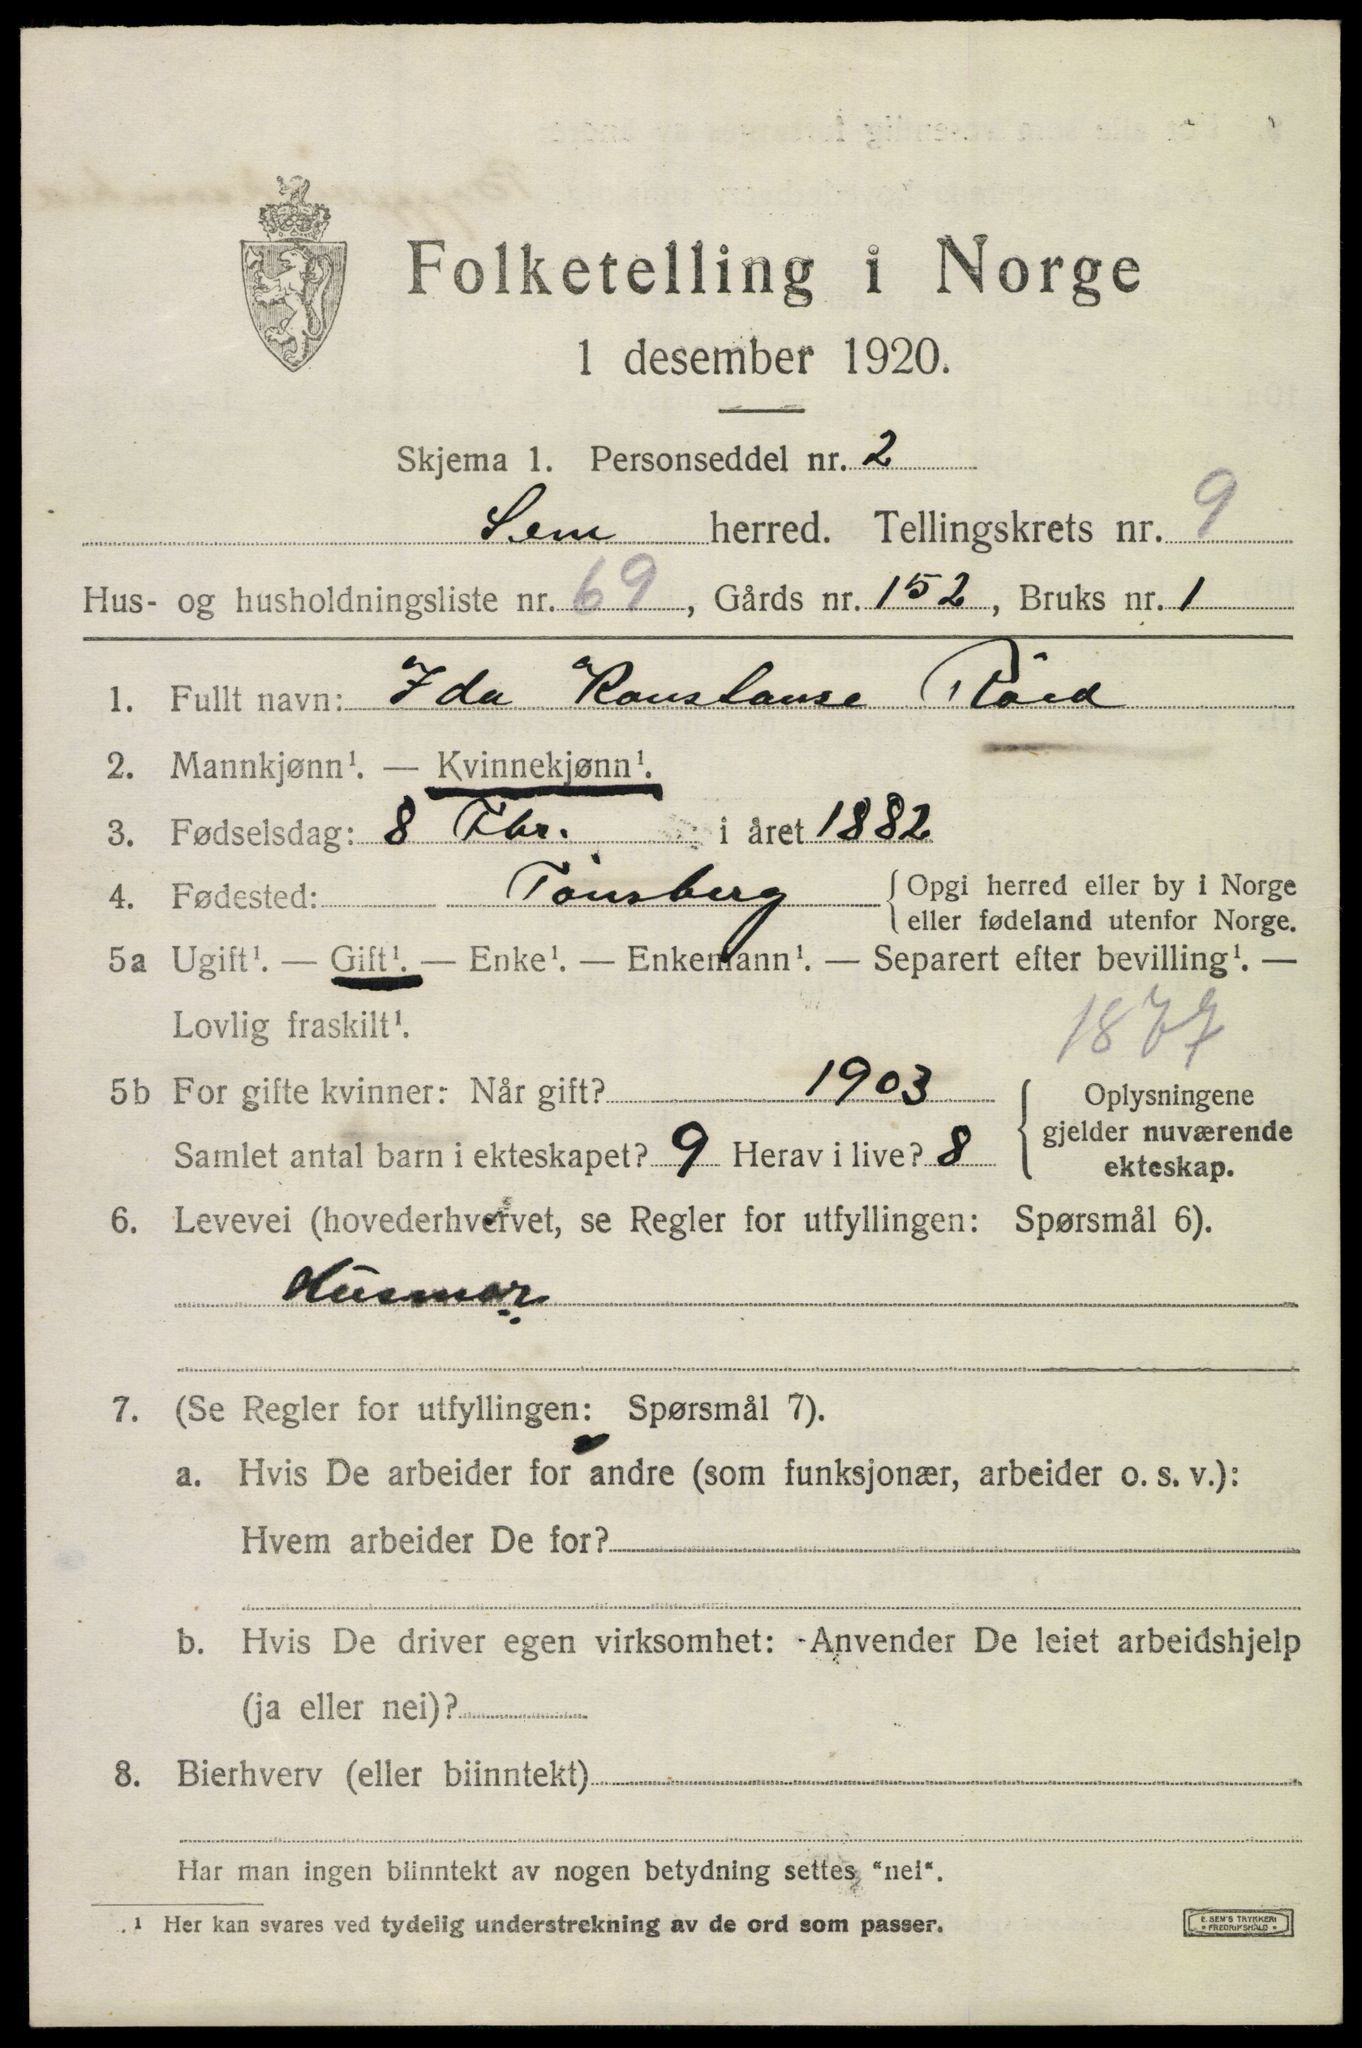 Folketelling i Norge
1 desember 1920.
Skjema 1. Personseddel nr. 2
Sem herred. Tellingskrets nr. 9
Hus- og husholdningsliste nr. 69, Gårds nr. 152, Bruks nr. 1
1. Fullt navn: Ida Konstanse Råel
2. Mannkjønn¹. — Kvinnekjønn¹.
3. Fødselsdag: 8 Fbr. i året 1882
4. Fødested: Tønsberg { Opgi herred eller by i Norge
eller fødeland utenfor Norge.
5a Ugift¹. — Gift¹. — Enke¹. — Enkemann¹. — Separert efter bevilling¹. —
Lovlig fraskilt¹.
1877
5b For gifte kvinner: Når gift? 1903
Samlet antal barn i ekteskapet? 9 Herav i live? 8
{ Oplysningene
gjelder nuværende
ekteskap.
6. Levevei (hovederhvervet, se Regler for utfyllingen: Spørsmål 6).
Husmor
7. (Se Regler for utfyllingen: Spørsmål 7).
a. Hvis De arbeider for andre (som funksjonær, arbeider o. s. v.):
Hvem arbeider De for?
b. Hvis De driver egen virksomhet: Anvender De leiet arbeidshjelp
(ja eller nei)?
8. Bierhverv (eller biinntekt)
Har man ingen biinntekt av nogen betydning settes "nei".
¹ Her kan svares ved tydelig understrekning av de ord som passer.
E. SEM'S TRYKKERI
FREDRIKSHALD